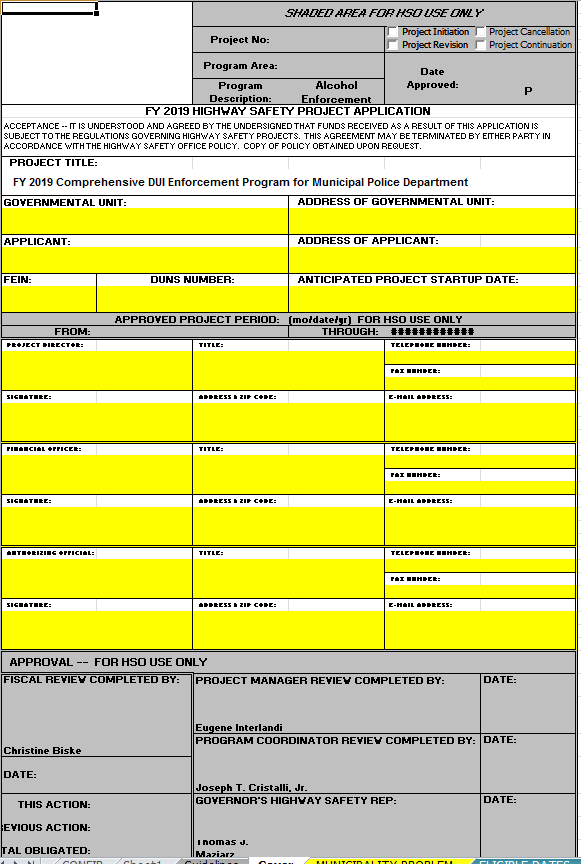 SHADED AREA FOR HSO USE ONLY
Project No:
Project Initiation Project Cancellation
Project Revision Project Continuation
Program Area:
Date
Approved:
P
Program
Description:
Alcohol
Enforcement
FY 2019 HIGHWAY SAFETY PROJECT APPLICATION
ACCEPTANCE -- IT IS UNDERSTOOD AND AGREED BY THE UNDERSIGNED THAT FUNDS RECEIVED AS A RESULT OF THIS APPLICATION IS
SUBJECT TO THE REGULATIONS GOVERNING HIGHWAY SAFETY PROJECTS. THIS AGREEMENT MAY BE TERMINATED BY EITHER PARTY IN
ACCORDANCE WITH THE HIGHWAY SAFETY OFFICE POLICY. COPY OF POLICY OBTAINED UPON REQUEST.
PROJECT TITLE:
FY 2019 Comprehensive DUI Enforcement Program for Municipal Police Department
GOVERNMENTAL UNIT: ADDRESS OF GOVERNMENTAL UNIT:
APPLICANT: ADDRESS OF APPLICANT:
FEIN: DUNS NUMBER: ANTICIPATED PROJECT STARTUP DATE:
APPROVED PROJECT PERIOD: (mo/date/yr) FOR HSO USE ONLY
FROM: THROUGH: ############
PROJECT DIRECTOR: TITLE: TELEPHONE NUMBER:
FAX NUMBER:
SIGNATURE: ADDRESS & ZIP CODE: E-MAIL ADDRESS:
FINANCIAL OFFICER: TITLE: TELEPHONE NUMBER:
FAX NUMBER:
SIGNATURE: ADDRESS & ZIP CODE: E-MAIL ADDRESS:
AUTHORIZING OFFICIAL: TITLE: TELEPHONE NUMBER:
FAX NUMBER:
SIGNATURE: ADDRESS & ZIP CODE: E-MAIL ADDRESS:
APPROVAL -- FOR HSO USE ONLY
FISCAL REVIEW COMPLETED BY: PROJECT MANAGER REVIEW COMPLETED BY: DATE:
Eugene Interlandi
PROGRAM COORDINATOR REVIEW COMPLETED BY: DATE:
Christine Biske
DATE:
Joseph T. Cristalli, Jr.
GOVERNOR'S HIGHWAY SAFETY REP: DATE:
THIS ACTION:
EVIOUS ACTION:
Thomas J.
TAL OBLIGATED:
Maziarz
CONFIR Sheet1 Guidelines Cover MUNICIPALITY PROBLEM ELIGIBLE DATES